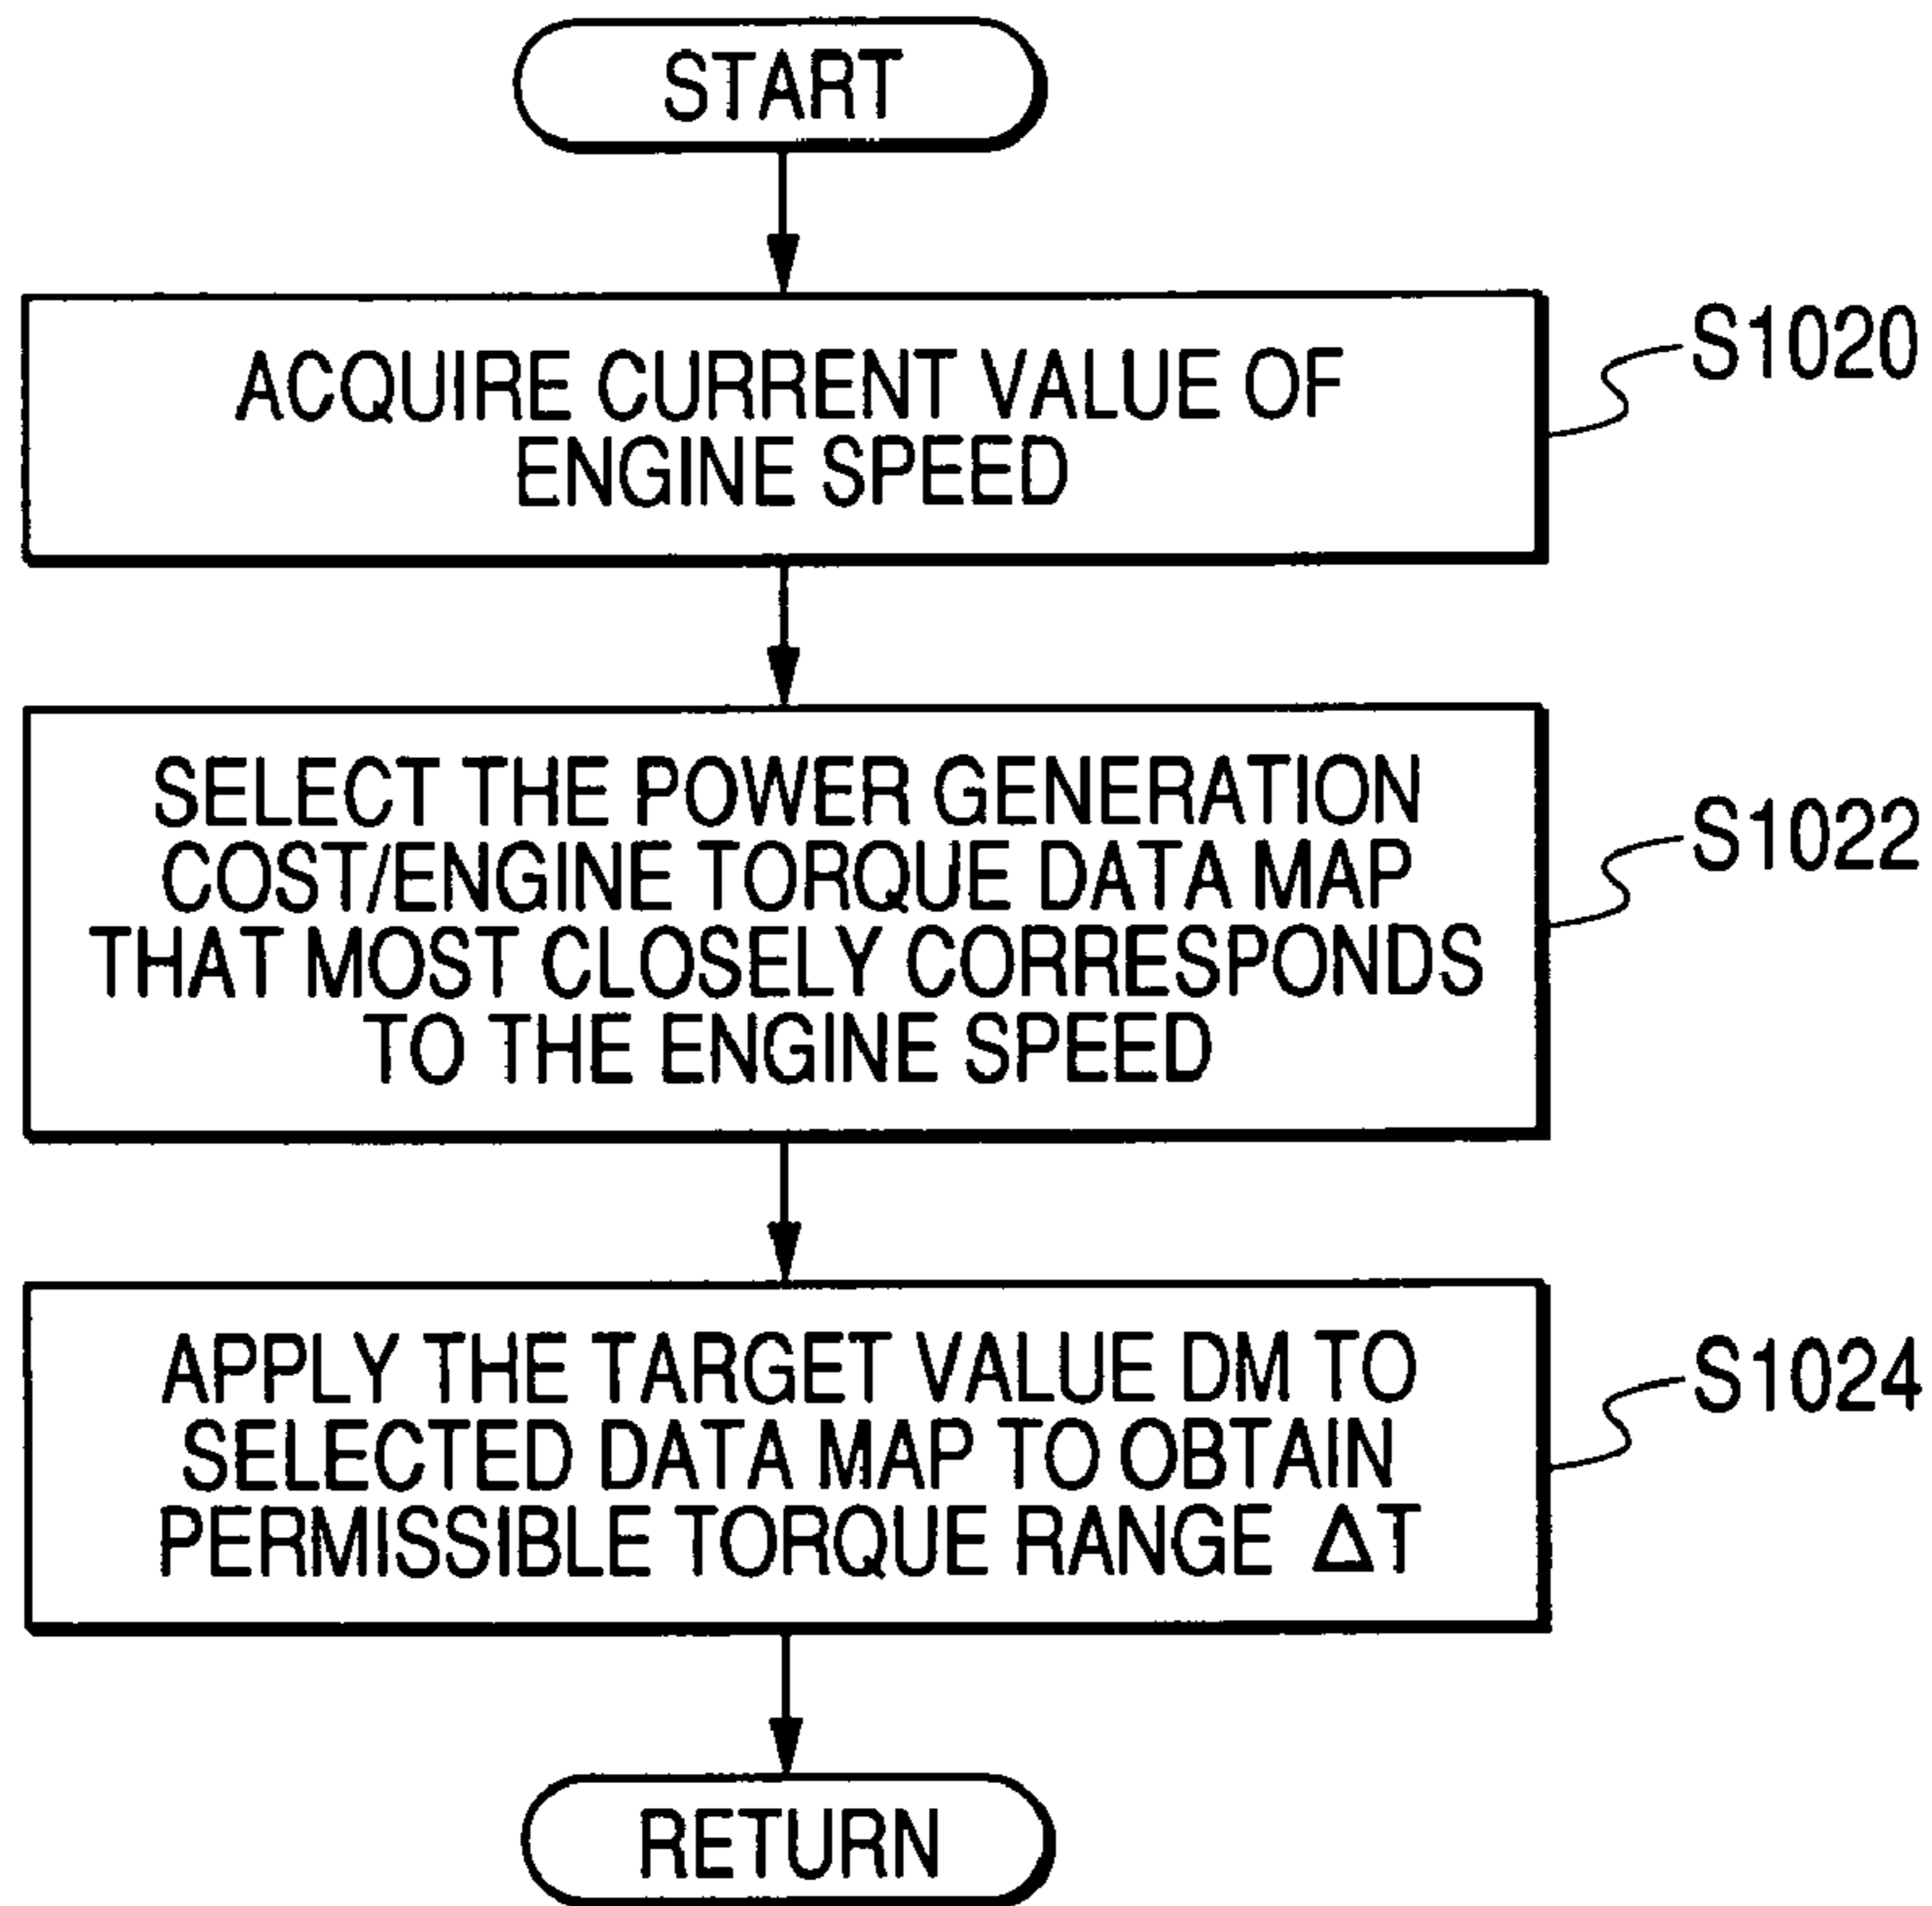 START
ACQUIRE CURRENT VALUE OF
ENGINE SPEED
S1020
SELECT THE POWER GENERATION
COST/ENGINE TORQUE DATA MAP
THAT MOST CLOSELY CORRESPONDS
TO THE ENGINE SPEED
S1022
APPLY THE TARGET VALUE DM TO
SELECTED DATA MAP TO OBTAIN
PERMISSIBLE TORQUE RANGE ΔT
S1024
RETURN